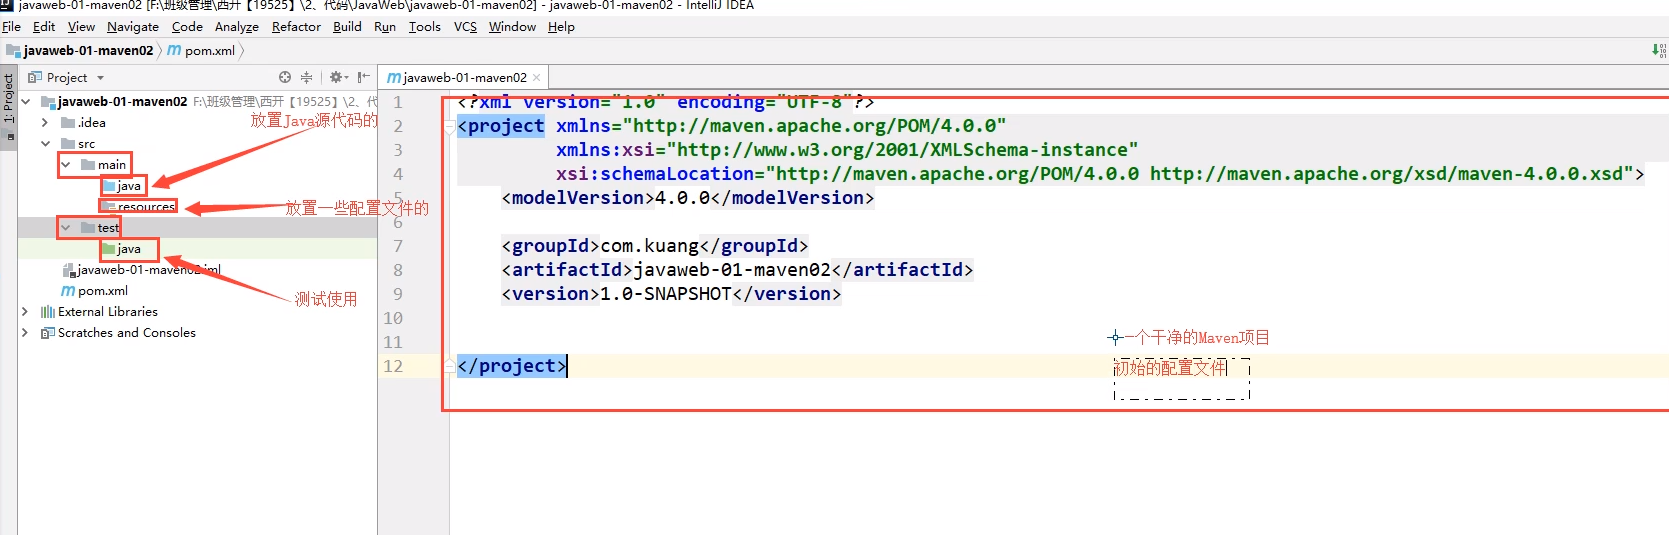 javaweb-01-maven02 [F:\班级管理\西开【19525】\2、代码\JavaWeb\javaweb-01-maven02] - javaweb-01-maven02 - IntelliJ IDEA
File Edit View Navigate Code Analyze Refactor Build Run Tools VCS Window Help
javaweb-01-maven02 pom.xml
1: Project
Project
javaweb-01-maven02 F:\班级管理\西开【19525】\2、代
.idea
放置Java源代码的
src
main
java
resources
放置一些配置文件的
test
java
javaweb-01-maven02.iml
pom.xml
测试使用
External Libraries
Scratches and Consoles
javaweb-01-maven02
1 <?xml version="1.0" encoding="UTF-8"?>
2 <project xmlns="http://maven.apache.org/POM/4.0.0"
3 xmlns:xsi="http://www.w3.org/2001/XMLSchema-instance"
4 xsi:schemaLocation="http://maven.apache.org/POM/4.0.0 http://maven.apache.org/xsd/maven-4.0.0.xsd">
5 <modelVersion>4.0.0</modelVersion>
6
7 <groupId>com.kuang</groupId>
8 <artifactId>javaweb-01-maven02</artifactId>
9 <version>1.0-SNAPSHOT</version>
10
11
一个干净的Maven项目
12 </project>
初始的配置文件